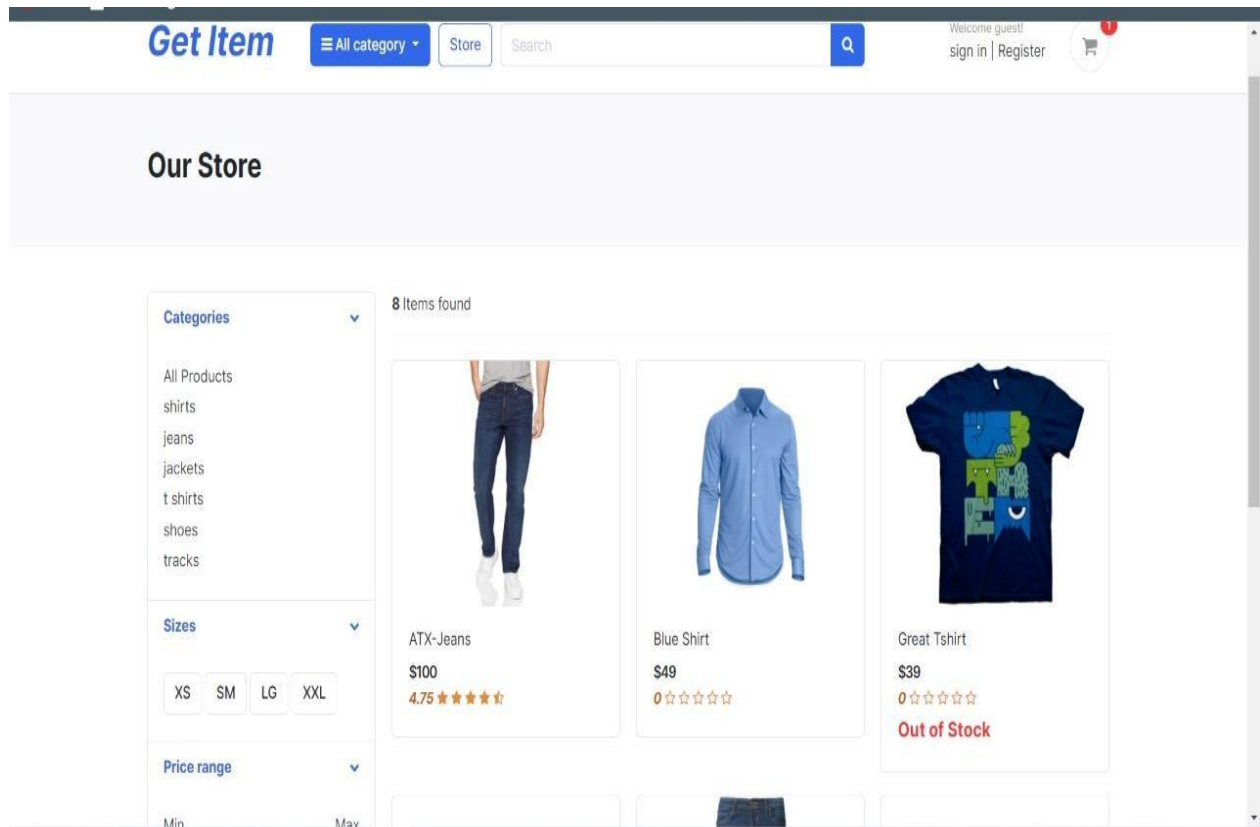 Get Item
All category
Store
Search
Welcome guest!
sign in | Register
1
Our Store
Categories
All Products
shirts
jeans
jackets
t shirts
shoes
tracks
Sizes
XS SM LG XXL
Price range
Min Max
8 Items found
ATX-Jeans
$100
4.75
Blue Shirt
$49
0
Great Tshirt
$39
0
Out of Stock